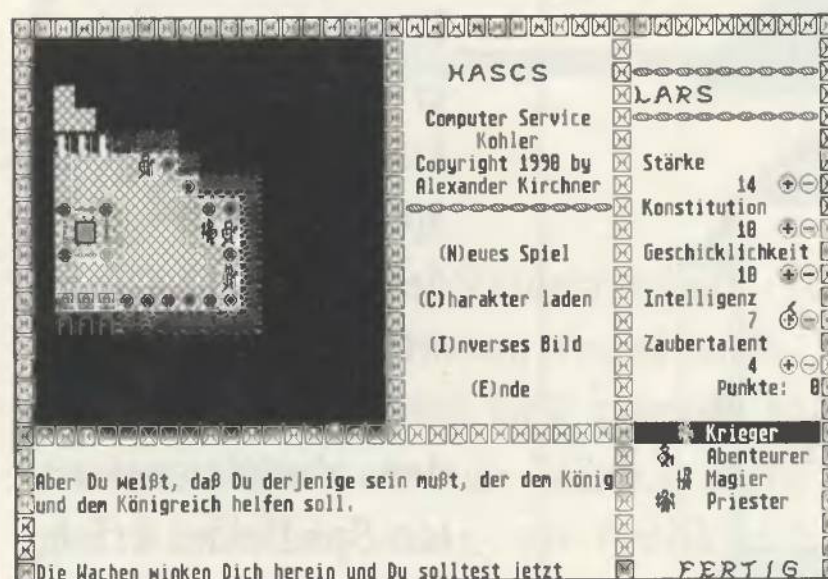 HASCS
Computer Service
Kohler
Copyright 1990 by
Alexander Kirchner
(N)eues Spiel
(C)harakter laden
(I)nverses Bild
(E)nde
LARS
Stärke
14 + -
Konstitution
10 + -
Geschicklichkeit
10 + -
Intelligenz
7 + -
Zaubertalent
4 + -
Punkte: 0
Krieger
Abenteurer
Magier
Priester
FERTIG
Aber Du weißt, daß Du derjenige sein mußt, der dem König
und dem Königreich helfen soll.
Die Wachen winken Dich herein und Du solltest jetzt